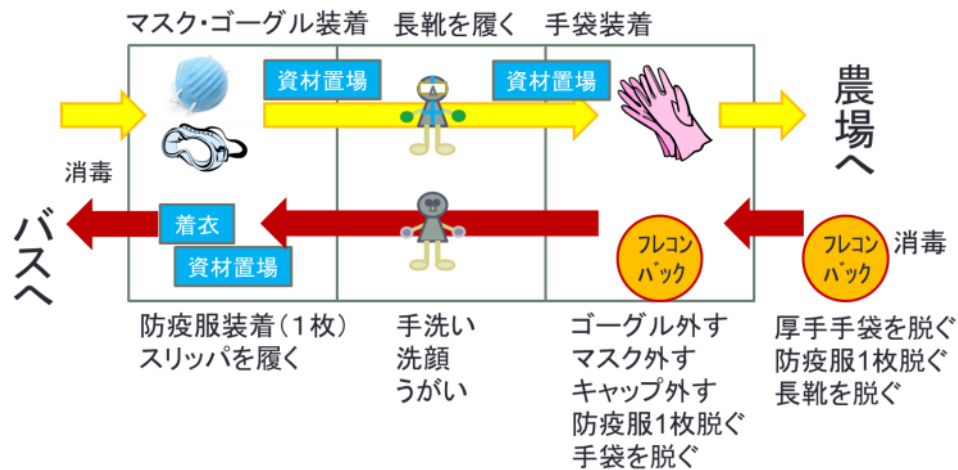 マスク・ゴーグル装着
長靴を履く
手袋装着
資材置場
資材置場
農場へ
消毒
バスへ
着衣
資材置場
フレコン
バック
フレコン
バック
消毒
防疫服装着(1枚)
スリッパを履く
手洗い
洗顔
うがい
ゴーグル外す
マスク外す
キャップ外す
防疫服1枚脱ぐ
手袋を脱ぐ
厚手手袋を脱ぐ
防疫服1枚脱ぐ
長靴を脱ぐ